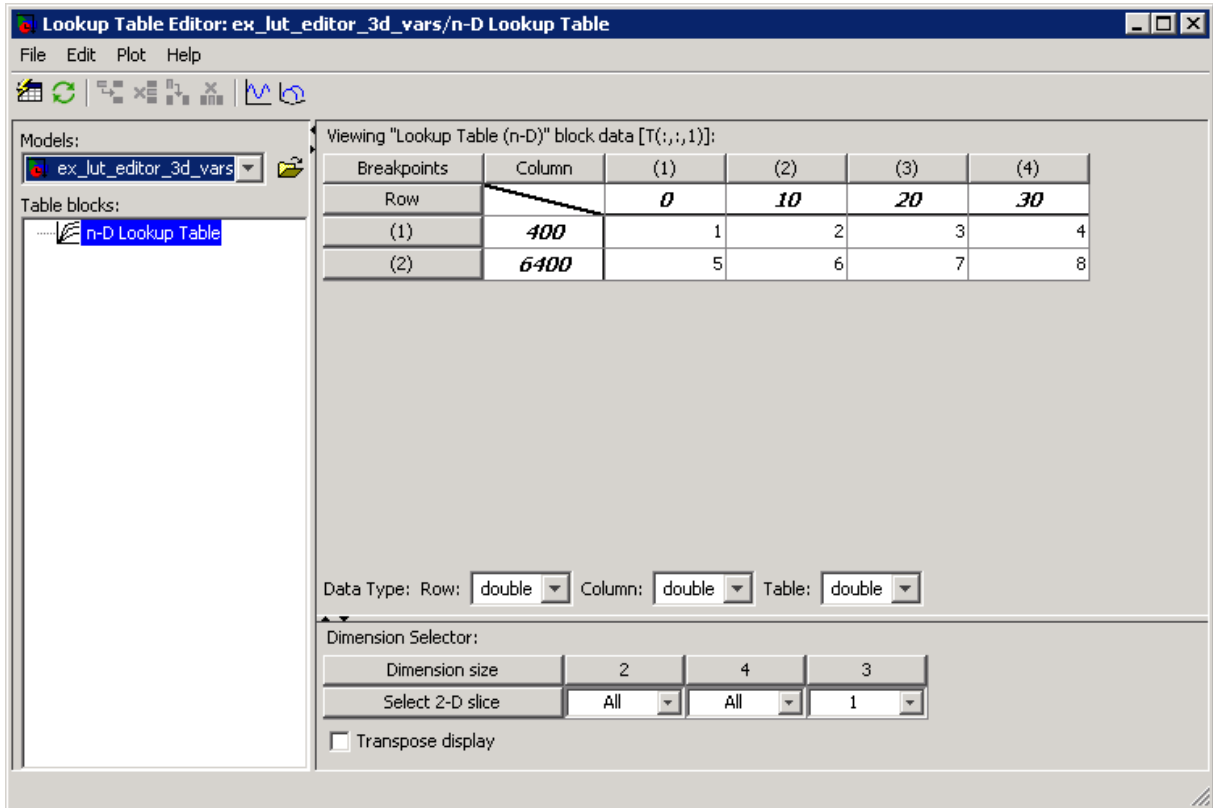 Lookup Table Editor: ex_lut_editor_3d_vars/n-D Lookup Table
File Edit Plot Help
Models:
ex_lut_editor_3d_vars
Table blocks:
n-D Lookup Table
Viewing "Lookup Table (n-D)" block data [T(:,:,1)]:
Breakpoints Column (1) (2) (3) (4)
Row 0 10 20 30
(1) 400 1 2 3 4
(2) 6400 5 6 7 8
Data Type: Row: double Column: double Table: double
Dimension Selector:
Dimension size 2 4 3
Select 2-D slice All All 1
Transpose display